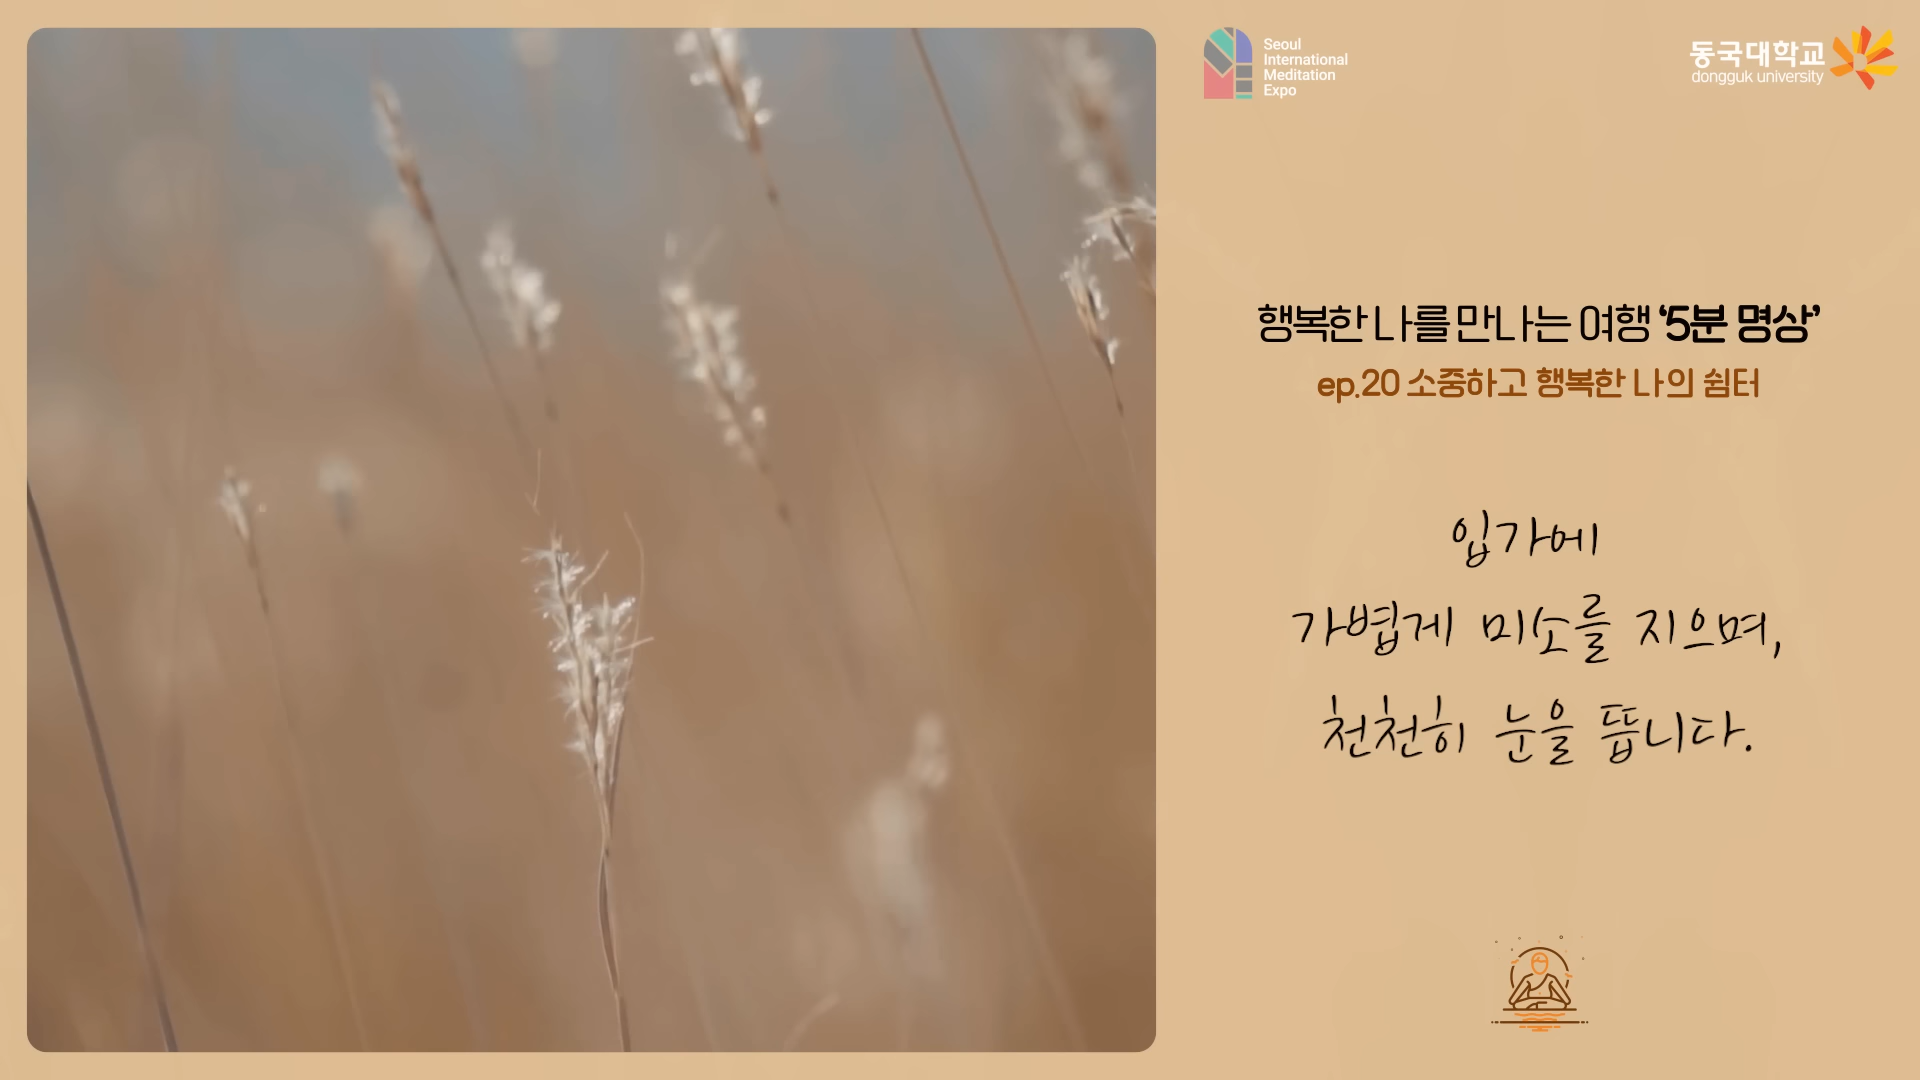 Seoul
International
Meditation
Expo
동국대학교
dongguk university
행복한 나를 만나는 여행 ‘5분 명상’
ep.20 소중하고 행복한 나의 쉼터
입가에
가볍게 미소를 지으며,
천천히 눈을 뜹니다.